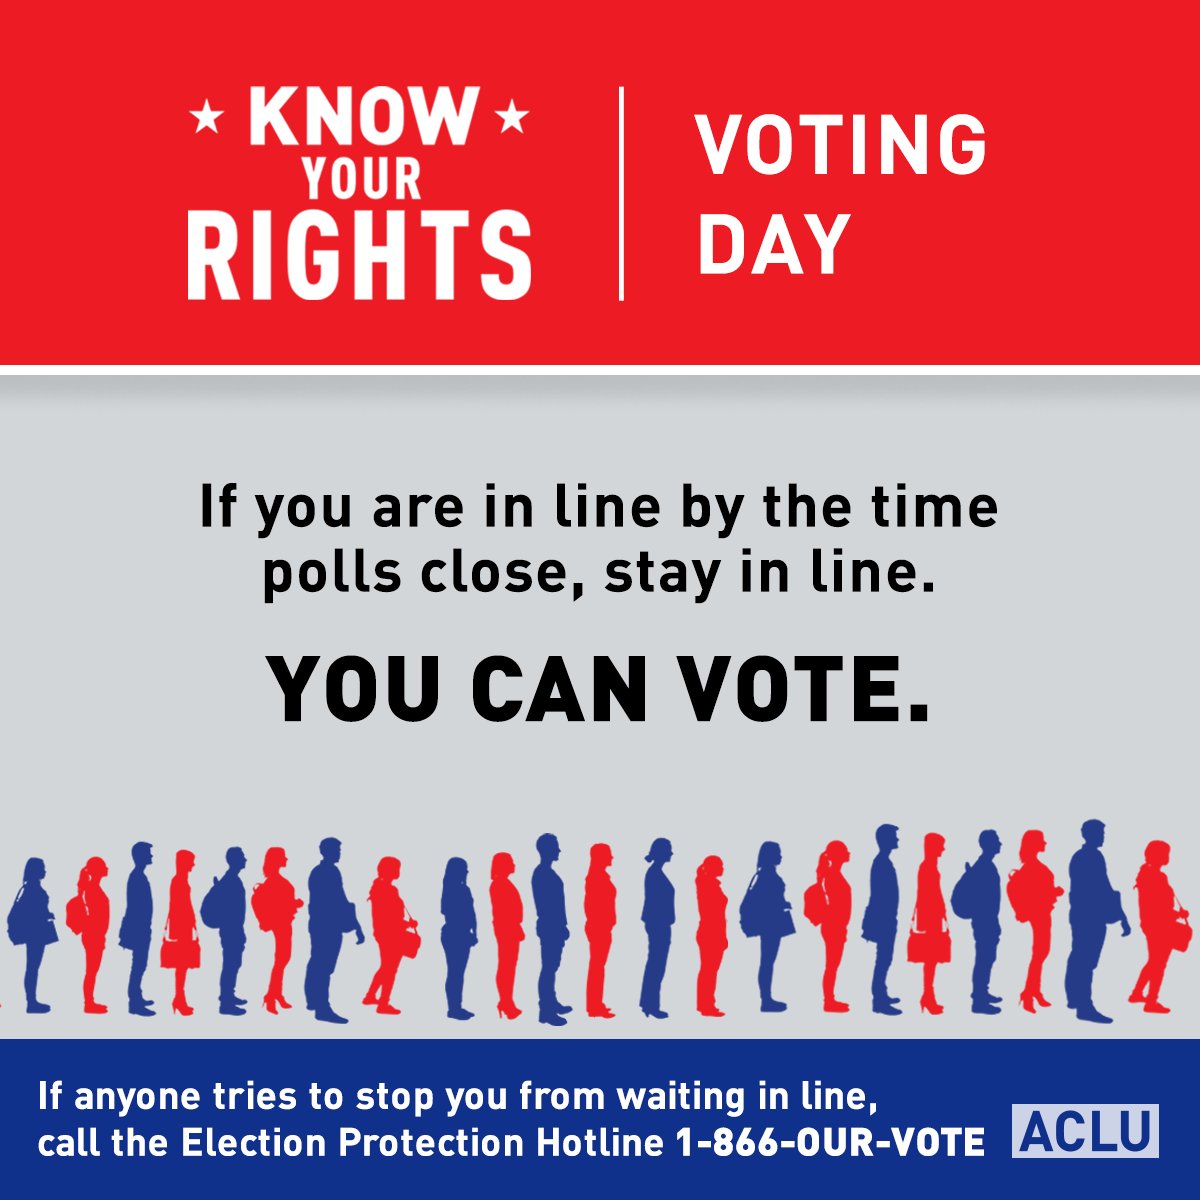 KNOW
YOUR
RIGHTS
VOTING
DAY
If you are in line by the time
polls close, stay in line.
YOU CAN VOTE.
If anyone tries to stop you from waiting in line,
call the Election Protection Hotline 1-866-OUR-VOTE
ACLU